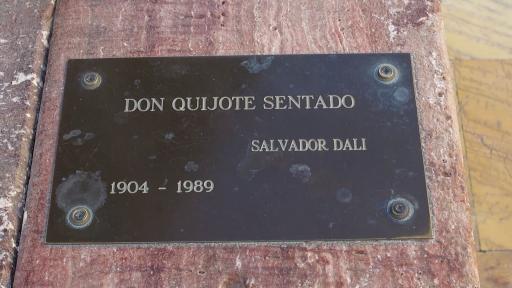 DON QUIJOTE SENTADO
SALVADOR DALI
1904 - 1989